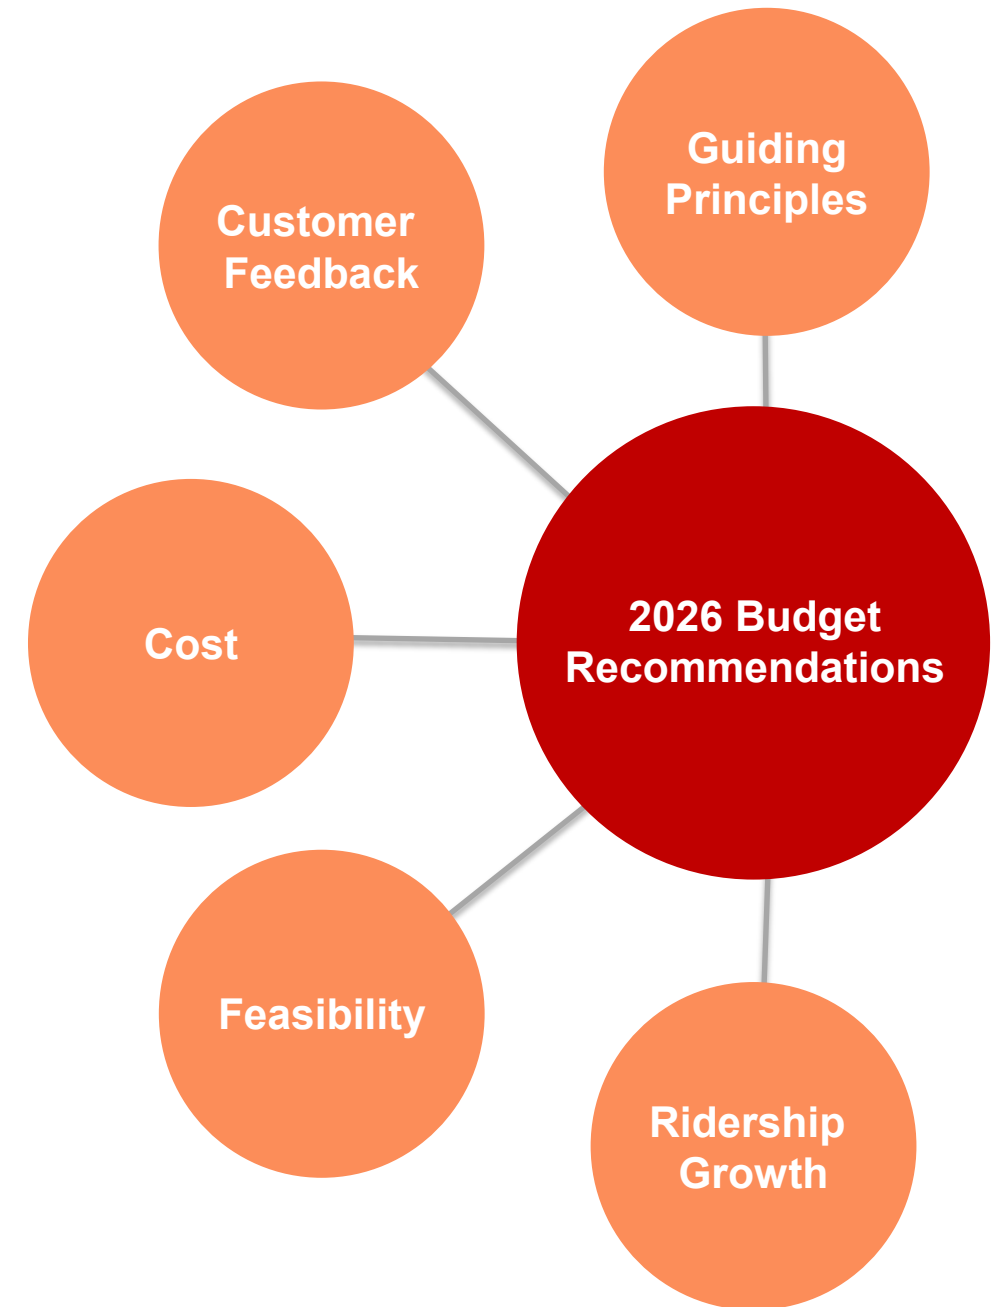 Guiding
Principles
Customer
Feedback
2026 Budget
Recommendations
Cost
Feasibility
Ridership
Growth